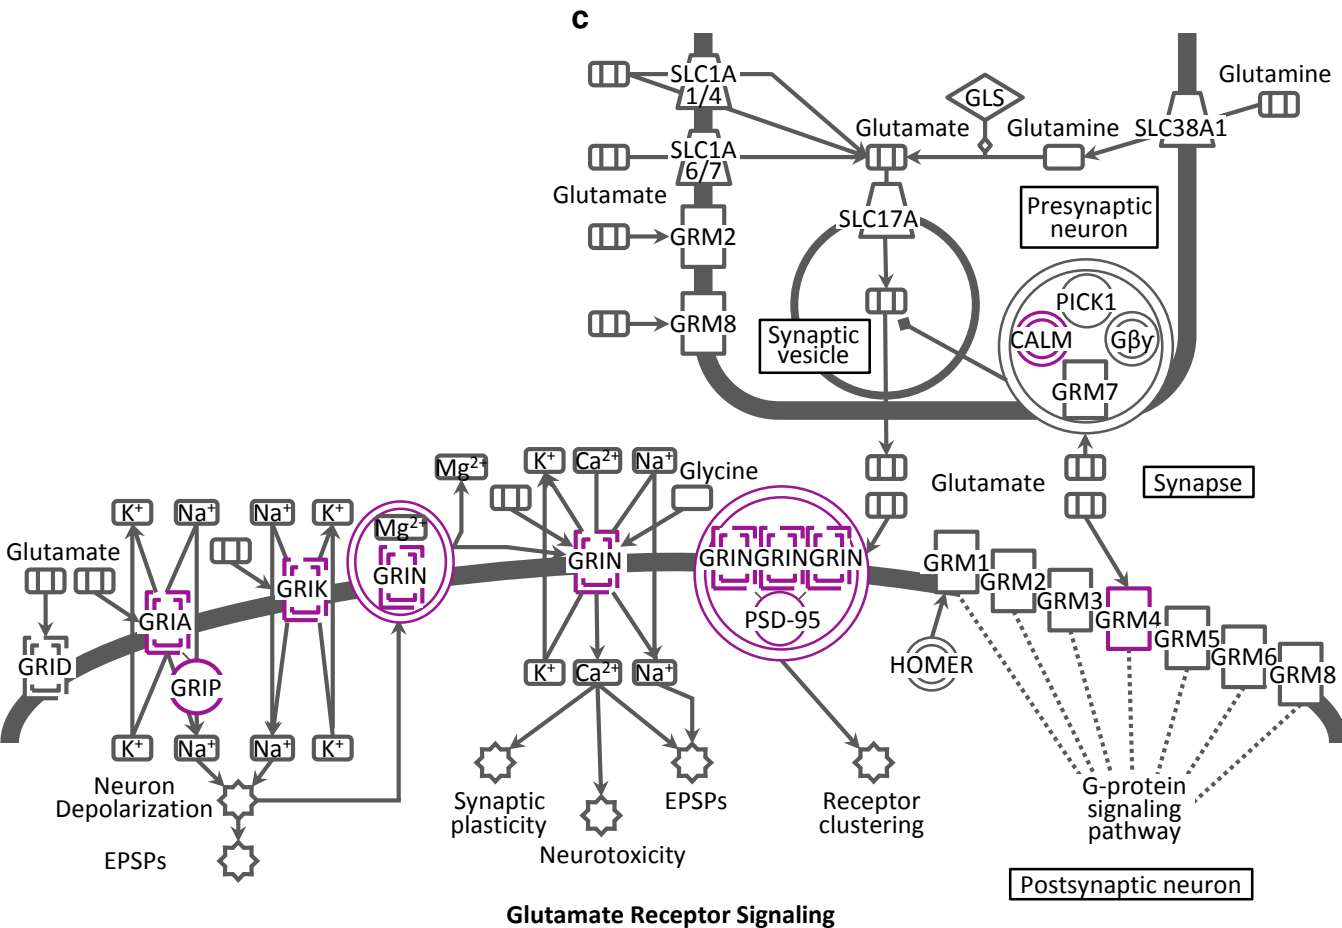 c
SLC1A
1/4
GLS
Glutamine
Glutamate
Glutamine
SLC38A1
SLC1A
6/7
Glutamate
SLC17A
Presynaptic
neuron
GRM2
PICK1
GRM8
Synaptic
vesicle
CALM
Gβγ
GRM7
Mg2+
K+
Ca2+
Na+
Glycine
Glutamate
Synapse
K+
Na+
Na+
K+
Mg2+
Glutamate
GRIN
GRIN
GRIN
GRIN
GRIN
GRM1
GRIK
GRM2
GRM3
GRIA
PSD-95
GRM4
GRM5
GRID
GRIP
HOMER
GRM6
GRM8
K+
Ca2+
Na+
K+
Na+
Na+
K+
Neuron
Depolarization
EPSPs
Synaptic
plasticity
EPSPs
Receptor
clustering
G-protein
signaling
pathway
Neurotoxicity
Postsynaptic neuron
Glutamate Receptor Signaling